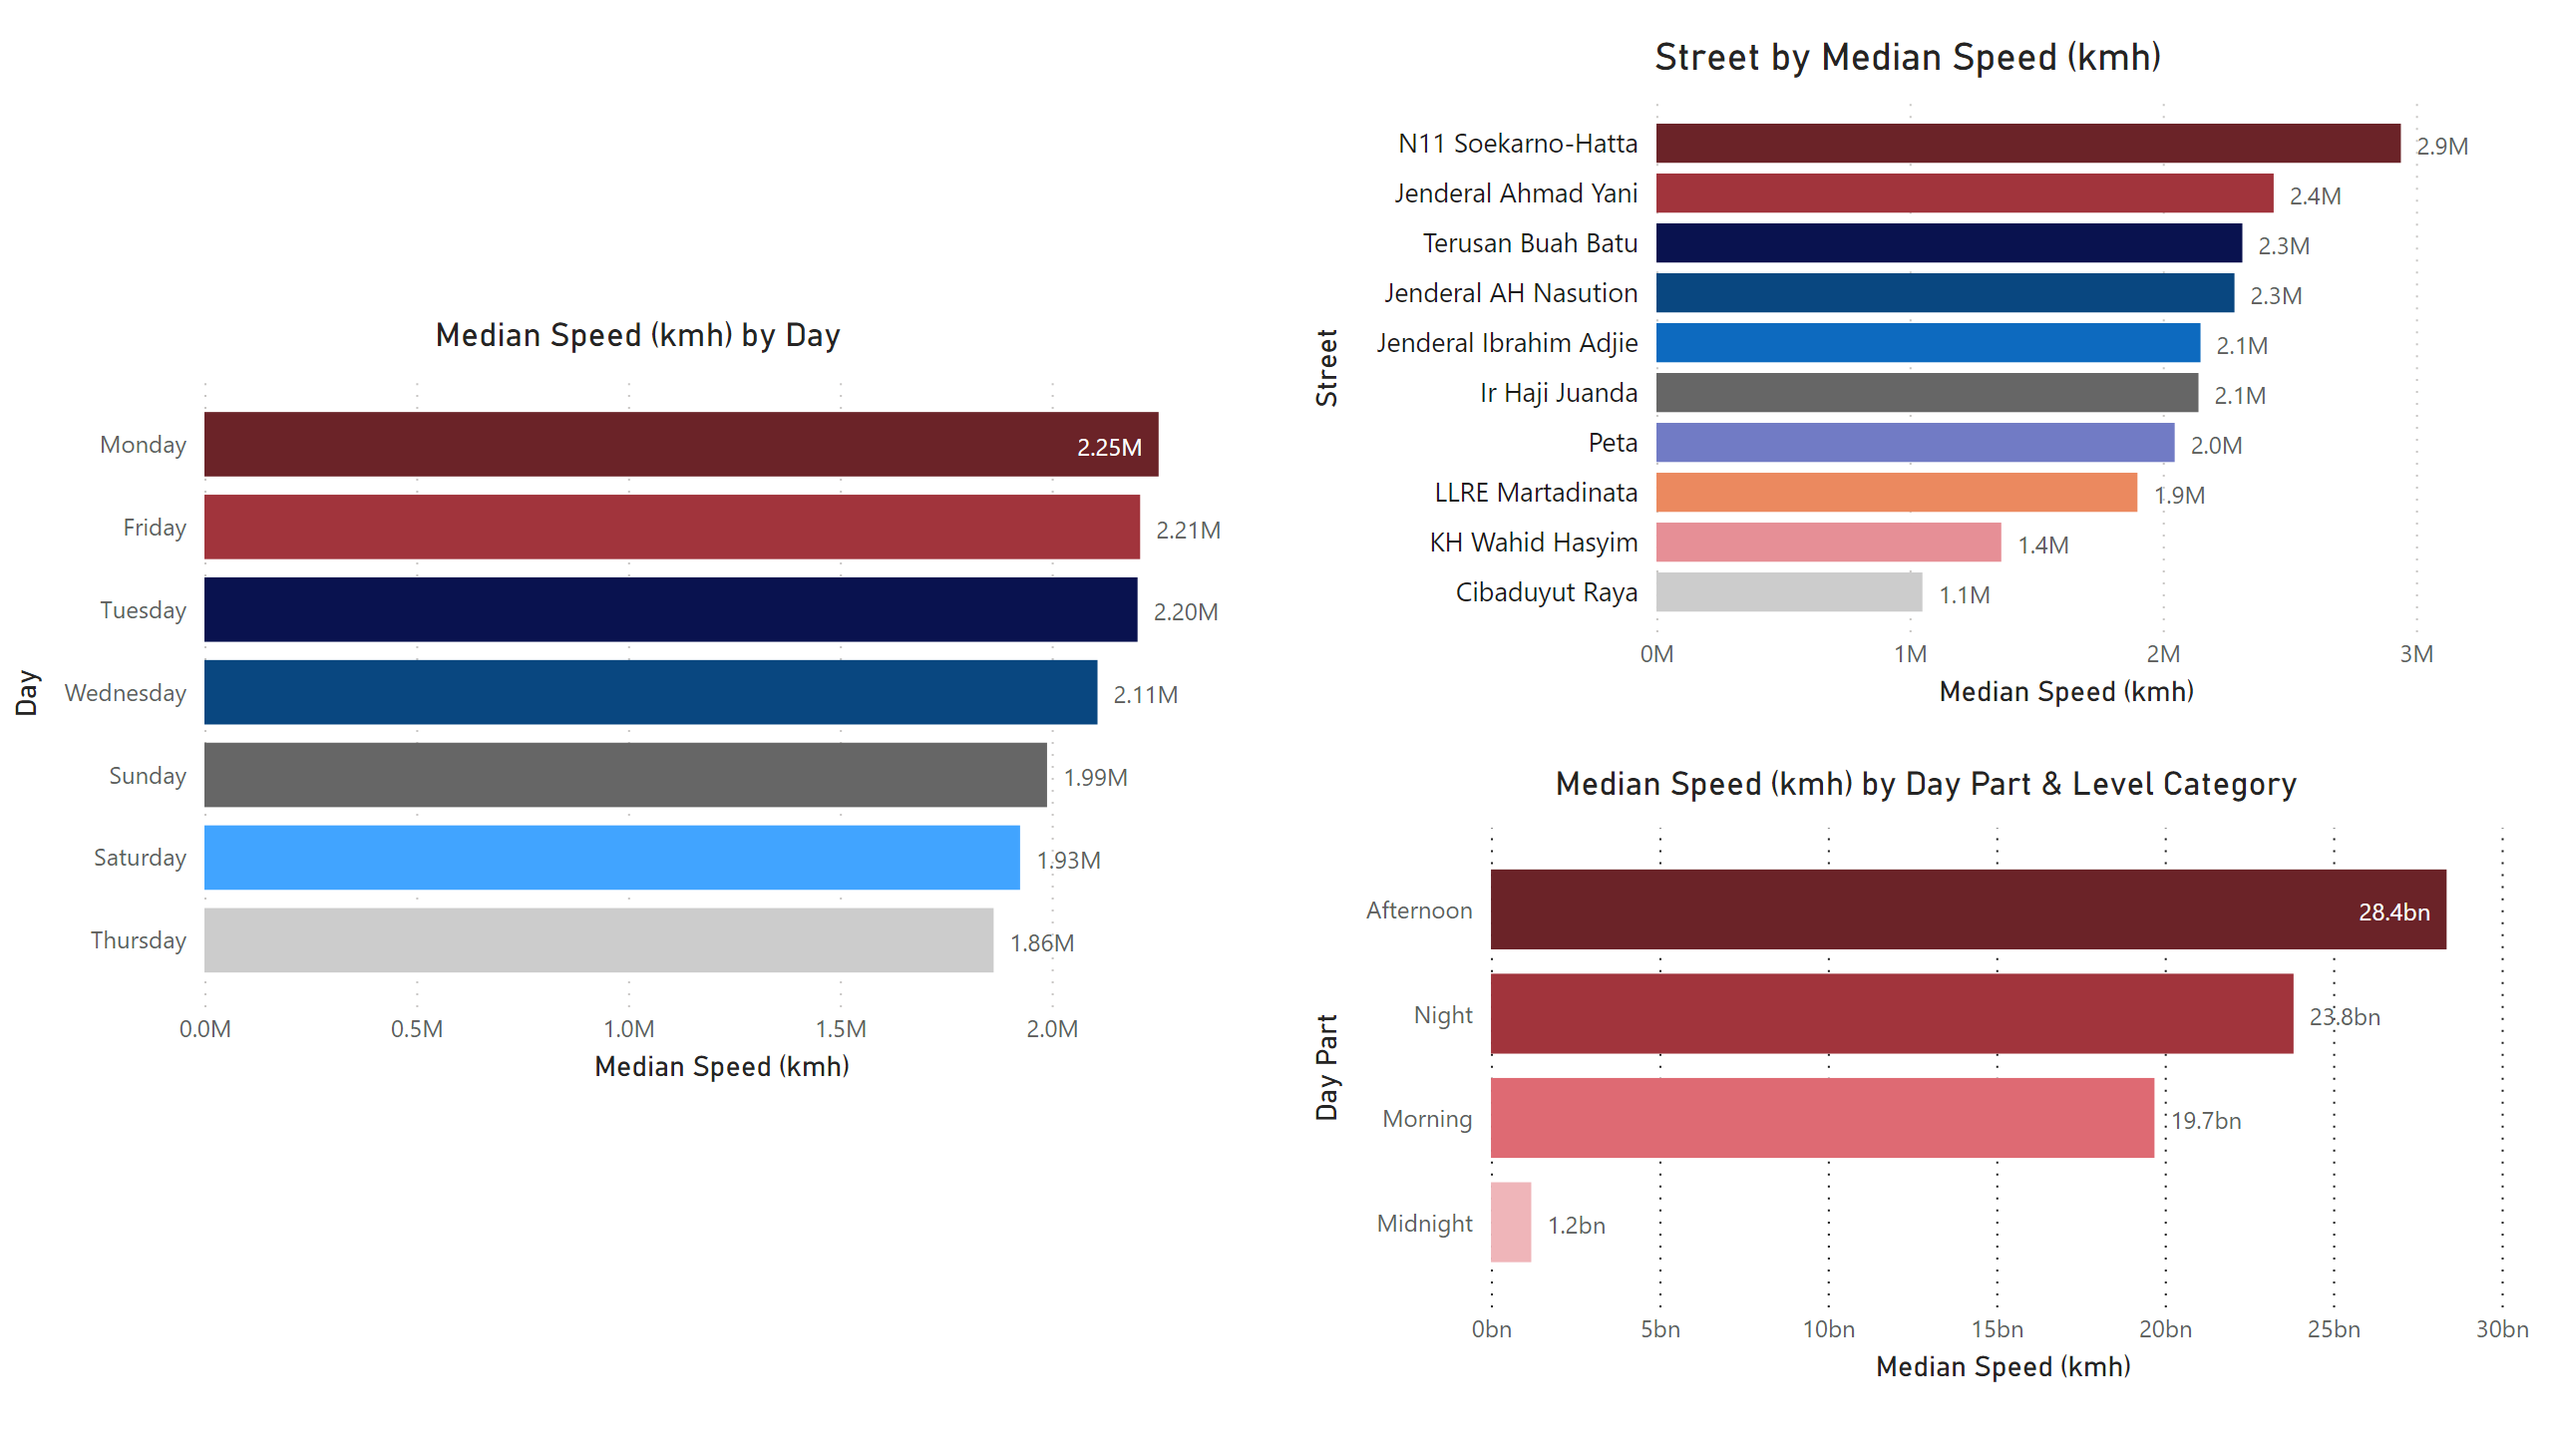 Median Speed (kmh) by Day
Day
Monday 2.25M
Friday 2.21M
Tuesday 2.20M
Wednesday 2.11M
Sunday 1.99M
Saturday 1.93M
Thursday 1.86M
0.0M 0.5M 1.0M 1.5M 2.0M
Median Speed (kmh)
Street by Median Speed (kmh)
Street
N11 Soekarno-Hatta 2.9M
Jenderal Ahmad Yani 2.4M
Terusan Buah Batu 2.3M
Jenderal AH Nasution 2.3M
Jenderal Ibrahim Adjie 2.1M
Ir Haji Juanda 2.1M
Peta 2.0M
LLRE Martadinata 1.9M
KH Wahid Hasyim 1.4M
Cibaduyut Raya 1.1M
0M 1M 2M 3M
Median Speed (kmh)
Median Speed (kmh) by Day Part & Level Category
Day Part
Afternoon 28.4bn
Night 23.8bn
Morning 19.7bn
Midnight 1.2bn
0bn 5bn 10bn 15bn 20bn 25bn 30bn
Median Speed (kmh)